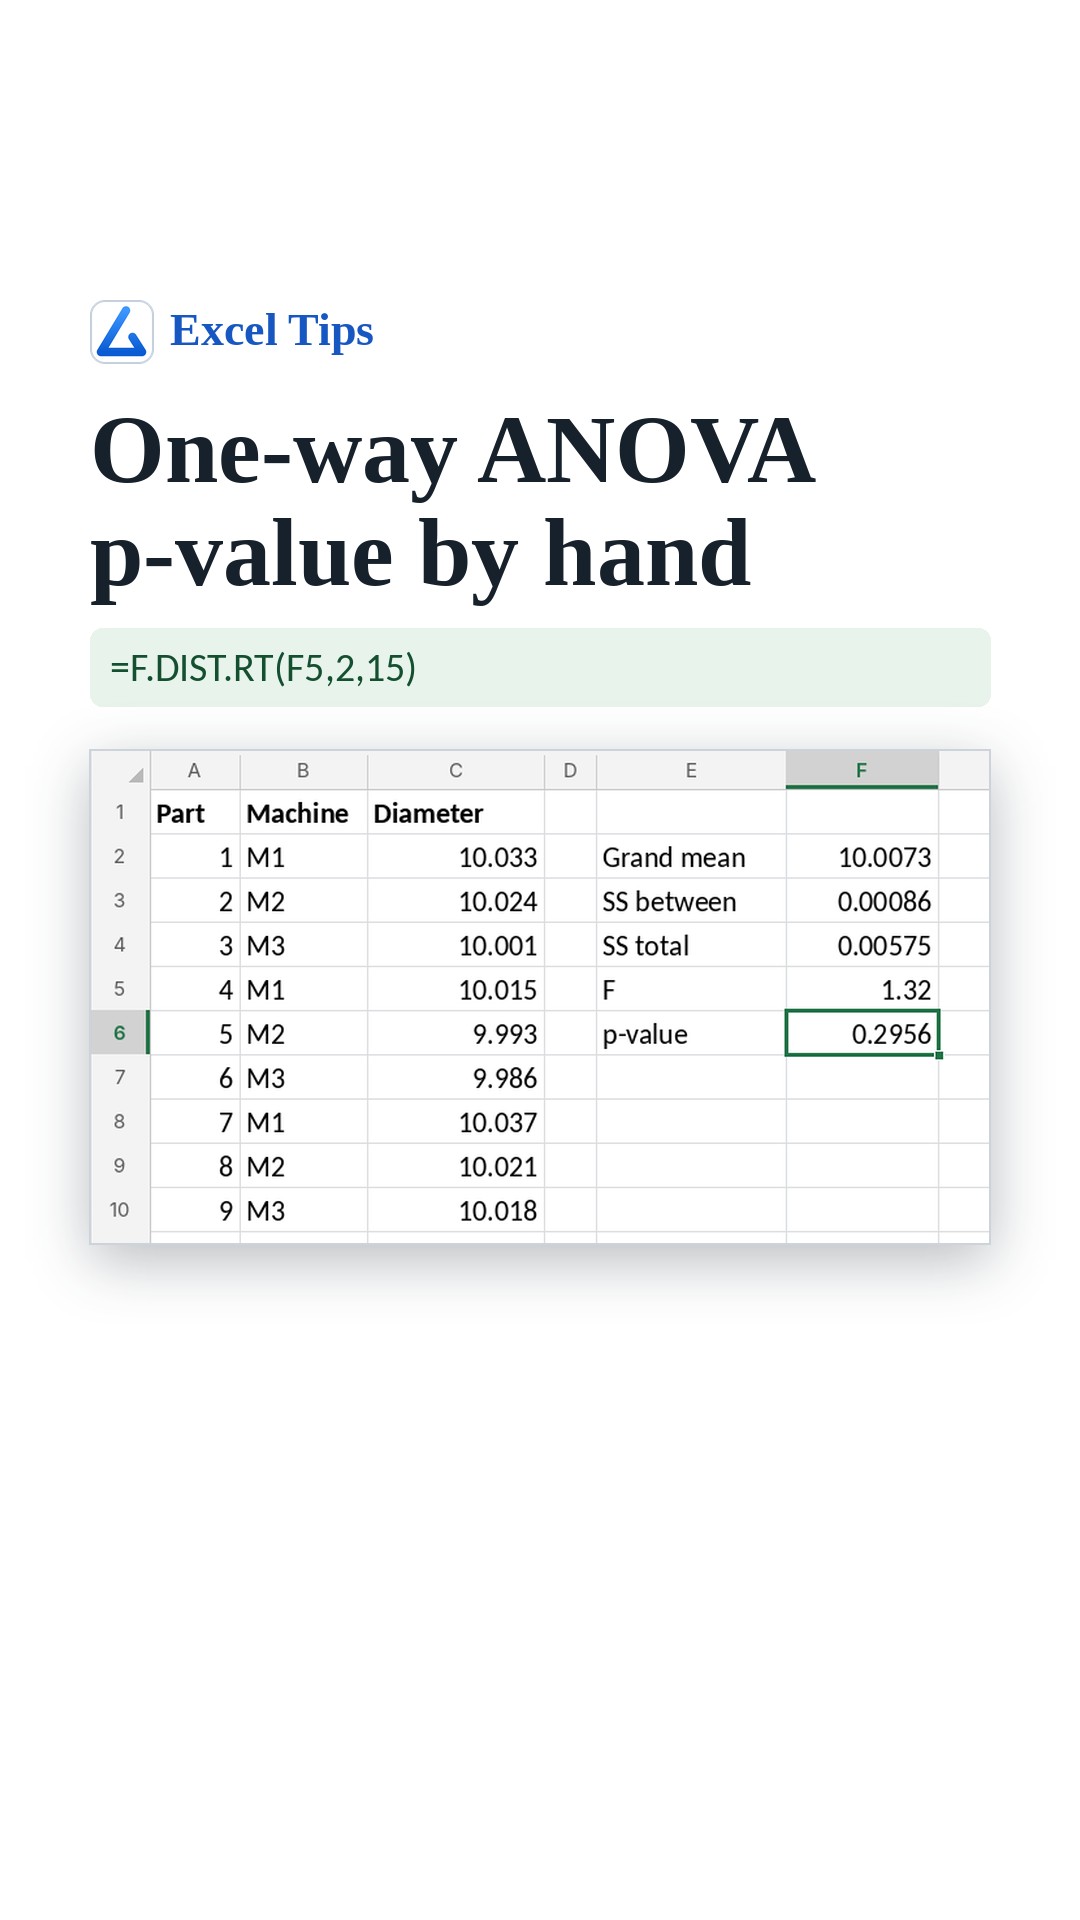 Excel Tips
One-way ANOVA
p-value by hand
=F.DIST.RT(F5,2,15)
A B C D E F
1 Part Machine Diameter
2 1 M1 10.033 Grand mean 10.0073
3 2 M2 10.024 SS between 0.00086
4 3 M3 10.001 SS total 0.00575
5 4 M1 10.015 F 1.32
6 5 M2 9.993 p-value 0.2956
7 6 M3 9.986
8 7 M1 10.037
9 8 M2 10.021
10 9 M3 10.018